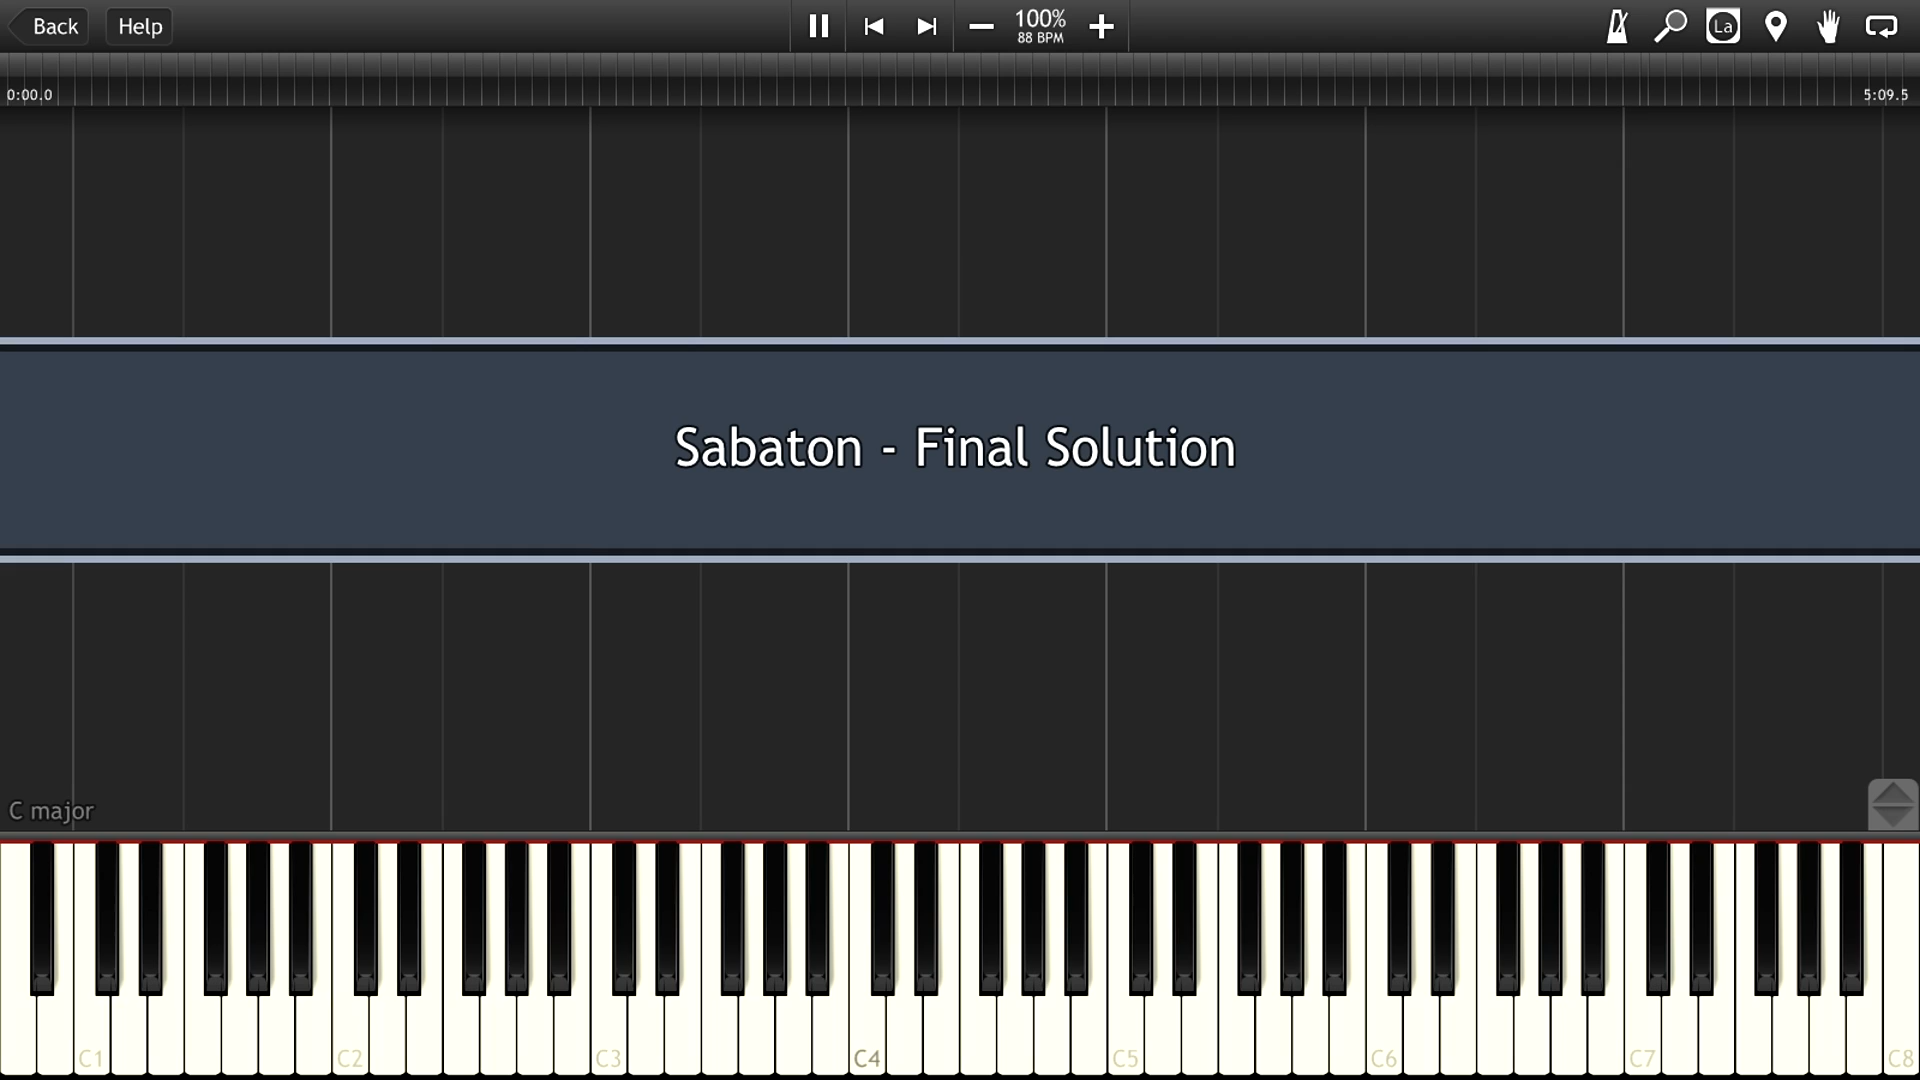 Back
Help
100%
88 BPM
La
0:00.0
5:09.5
Sabaton - Final Solution
C major
C1
C2
C3
C4
C5
C6
C7
C8